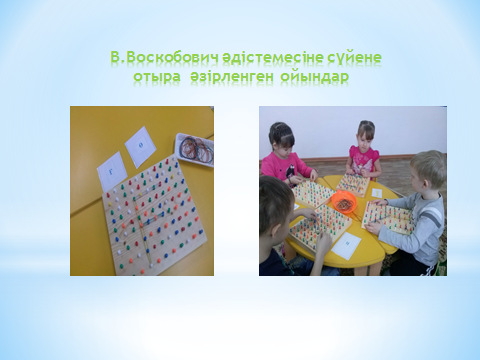 В.Воскобович әдістемесіне сүйене
отыра әзірленген ойындар